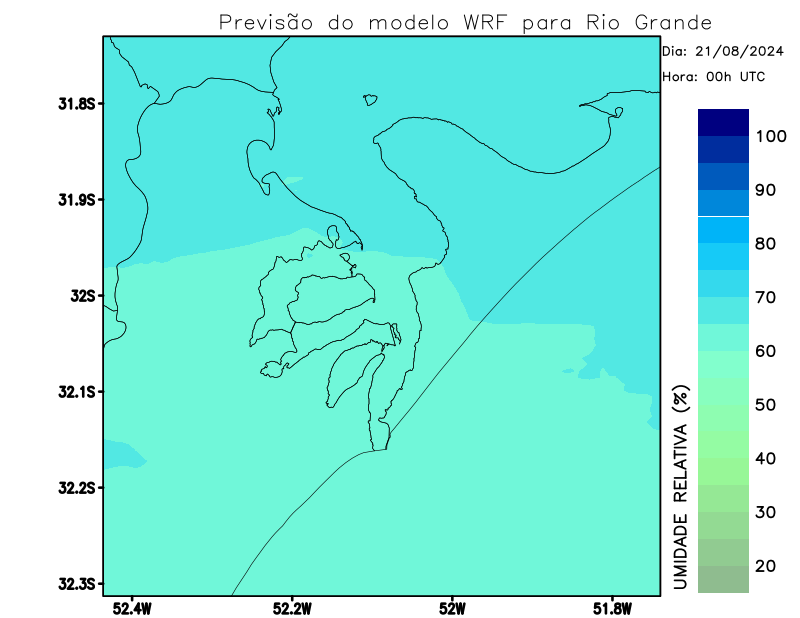 Previsão do modelo WRF para Rio Grande
Dia: 21/08/2024
Hora: 00h UTC
31.8S
31.9S
32S
32.1S
32.2S
32.3S
52.4W
52.2W
52W
51.8W
100
90
80
70
60
50
40
30
20
UMIDADE RELATIVA (%)